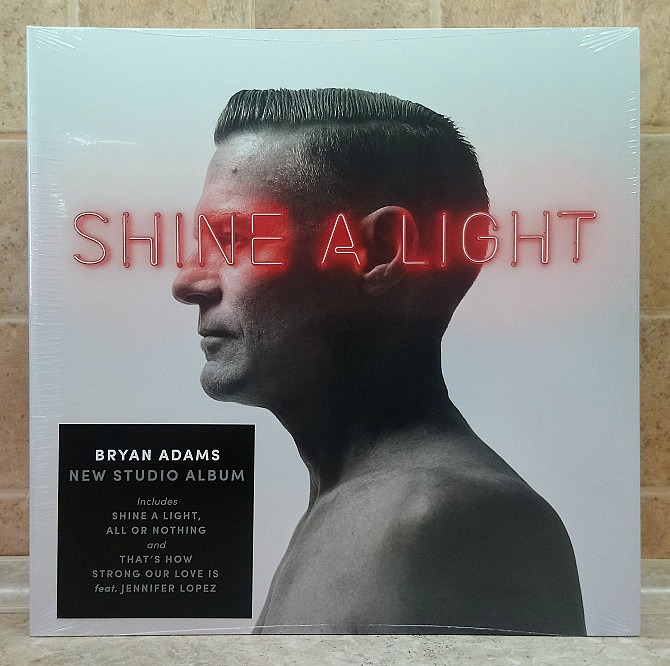 SHINE A LIGHT
BRYAN ADAMS
NEW STUDIO ALBUM
Includes
SHINE A LIGHT,
ALL OR NOTHING
and
THAT'S HOW
STRONG OUR LOVE IS
feat. JENNIFER LOPEZ